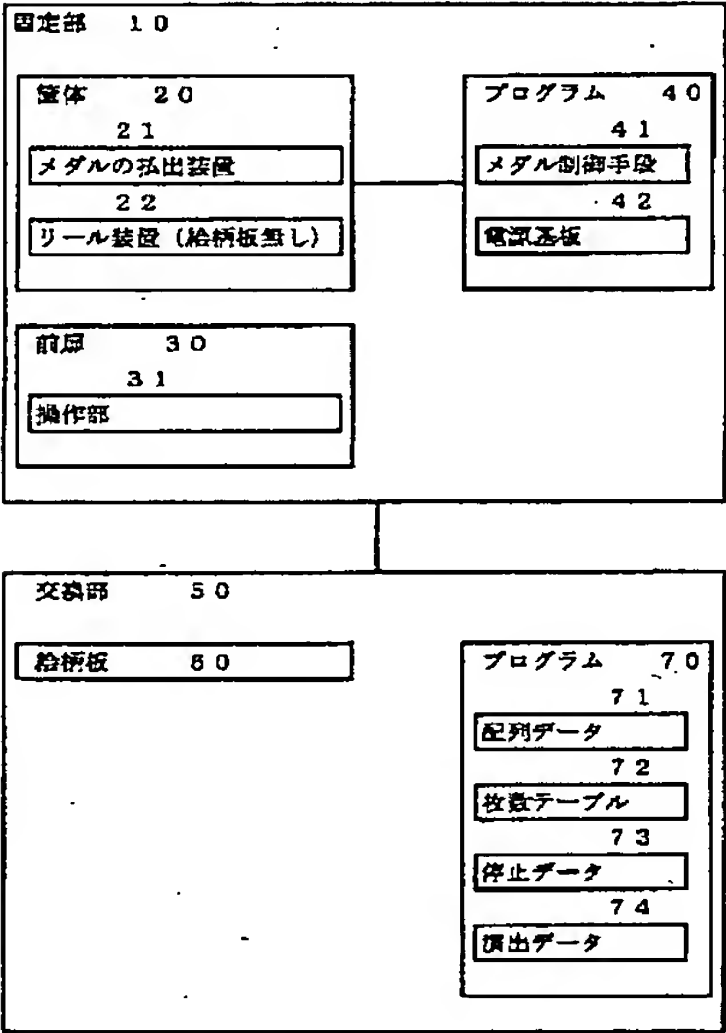 固定部 10
筐体 20
21
メダルの払出装置
22
リール装置（絵柄板無し）
プログラム 40
41
メダル制御手段
42
電源基板
前扉 30
31
操作部
交換部 50
絵柄板 60
プログラム 70
71
配列データ
72
枚数テーブル
73
停止データ
74
演出データ